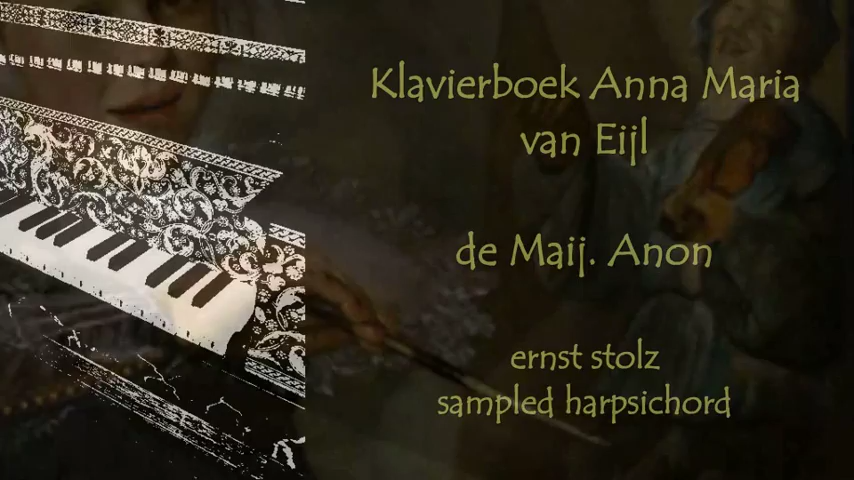 Klavierboek Anna Maria
van Eijl
de Maij. Anon
ernst stolz
sampled harpsichord